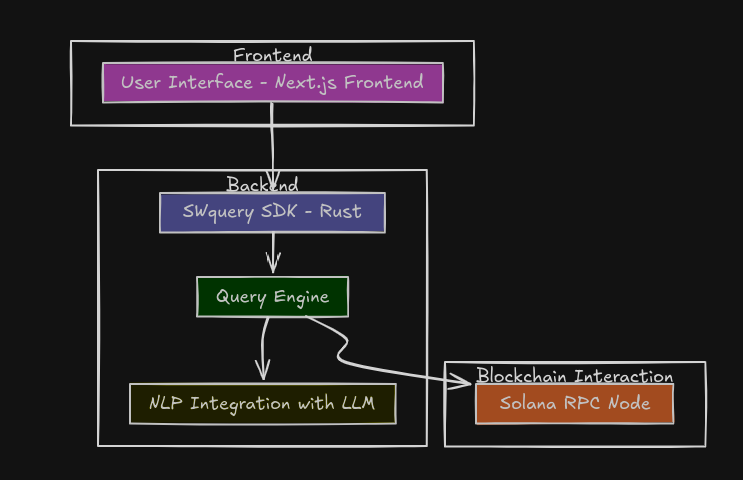 Frontend
User Interface - Next.js Frontend
Backend
SWquery SDK - Rust
Query Engine
NLP Integration with LLM
Blockchain Interaction
Solana RPC Node